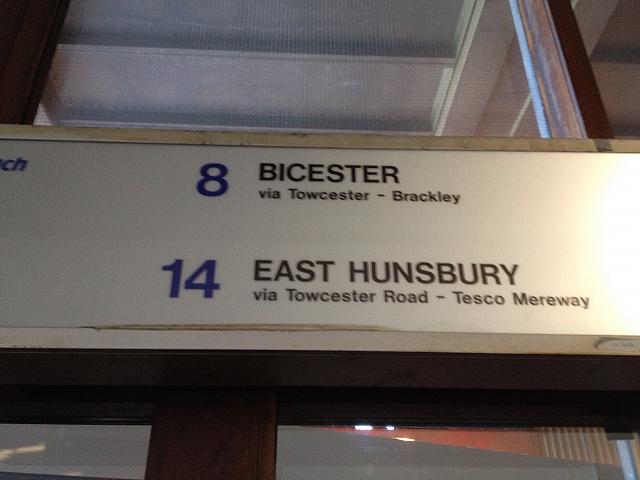 8 BICESTER
via Towcester - Brackley
14 EAST HUNSBURY
via Towcester Road - Tesco Mereway